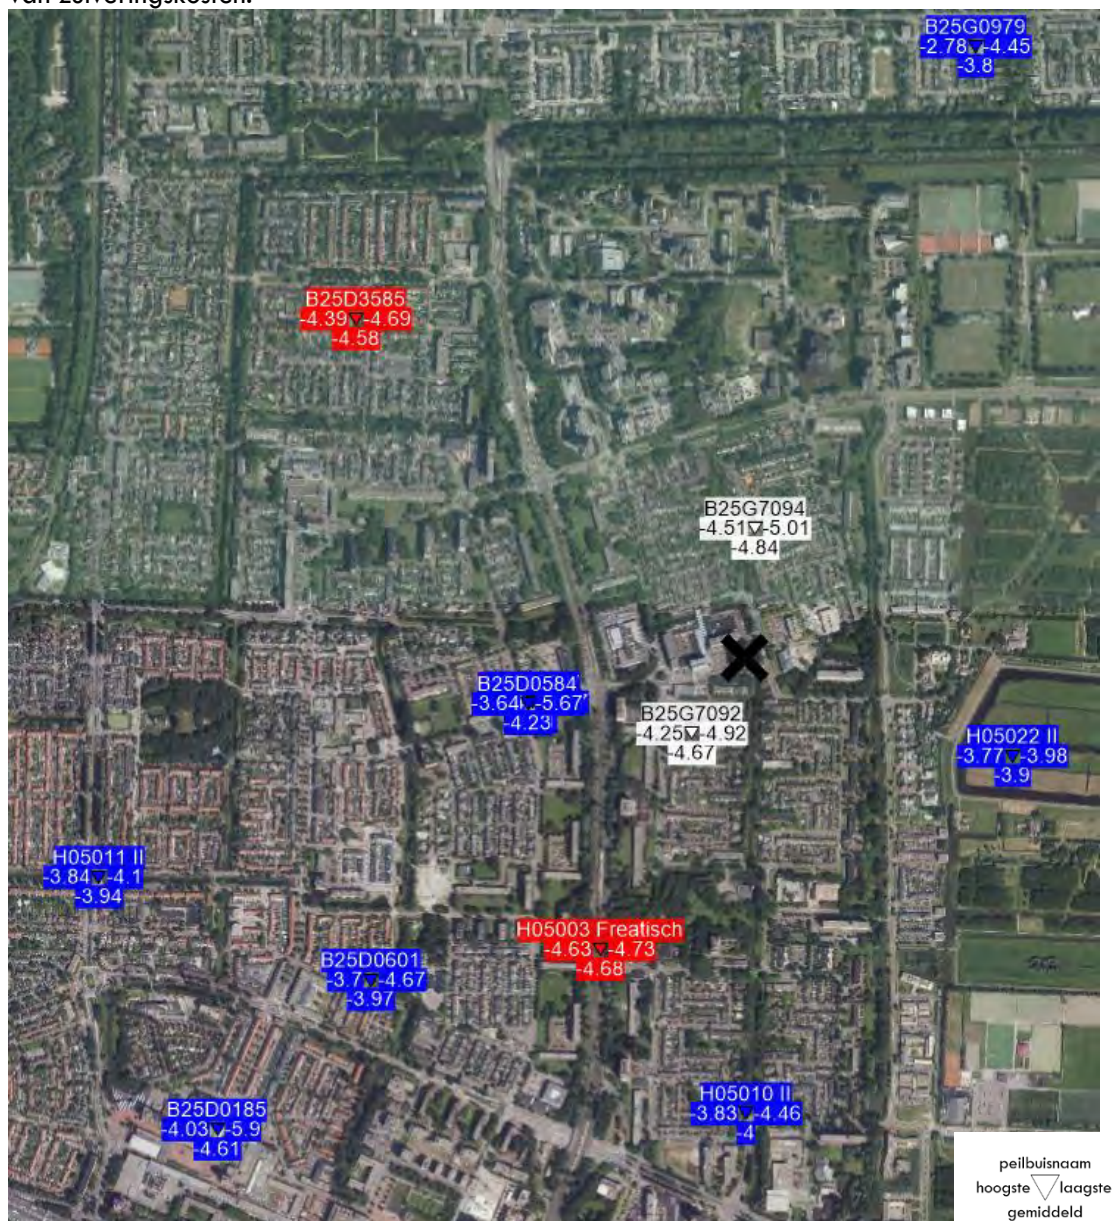 B25G0979
-2.78 -4.45
-3.8
B25D3585
-4.39 -4.69
-4.58
B25G7094
-4.51 -5.01
-4.84
B25D0584
-3.64 -5.67
-4.23
B25G7092
-4.25 -4.92
-4.67
H05022 II
-3.77 -3.98
-3.9
H05011 II
-3.84 -4.1
-3.94
H05003 Freatisch
-4.63 -4.73
-4.68
B25D0601
-3.7 -4.67
-3.97
H05010 II
-3.83 -4.46
-4
B25D0185
-4.03 -5.9
-4.61
peilbuisnaam
hoogste laagste
gemiddeld